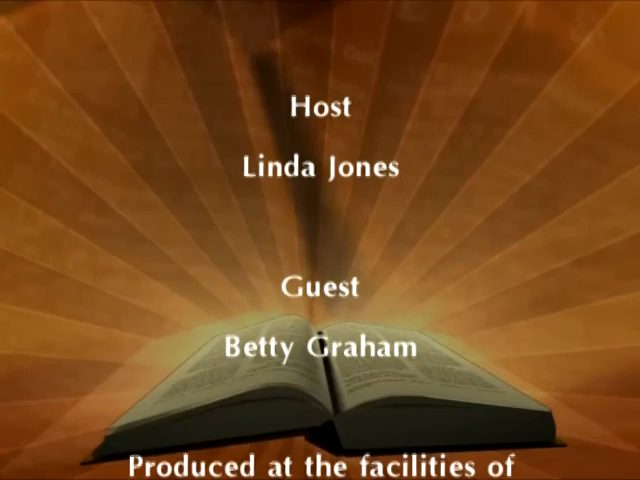 Host
Linda Jones
Guest
Betty Graham
Produced at the facilities of